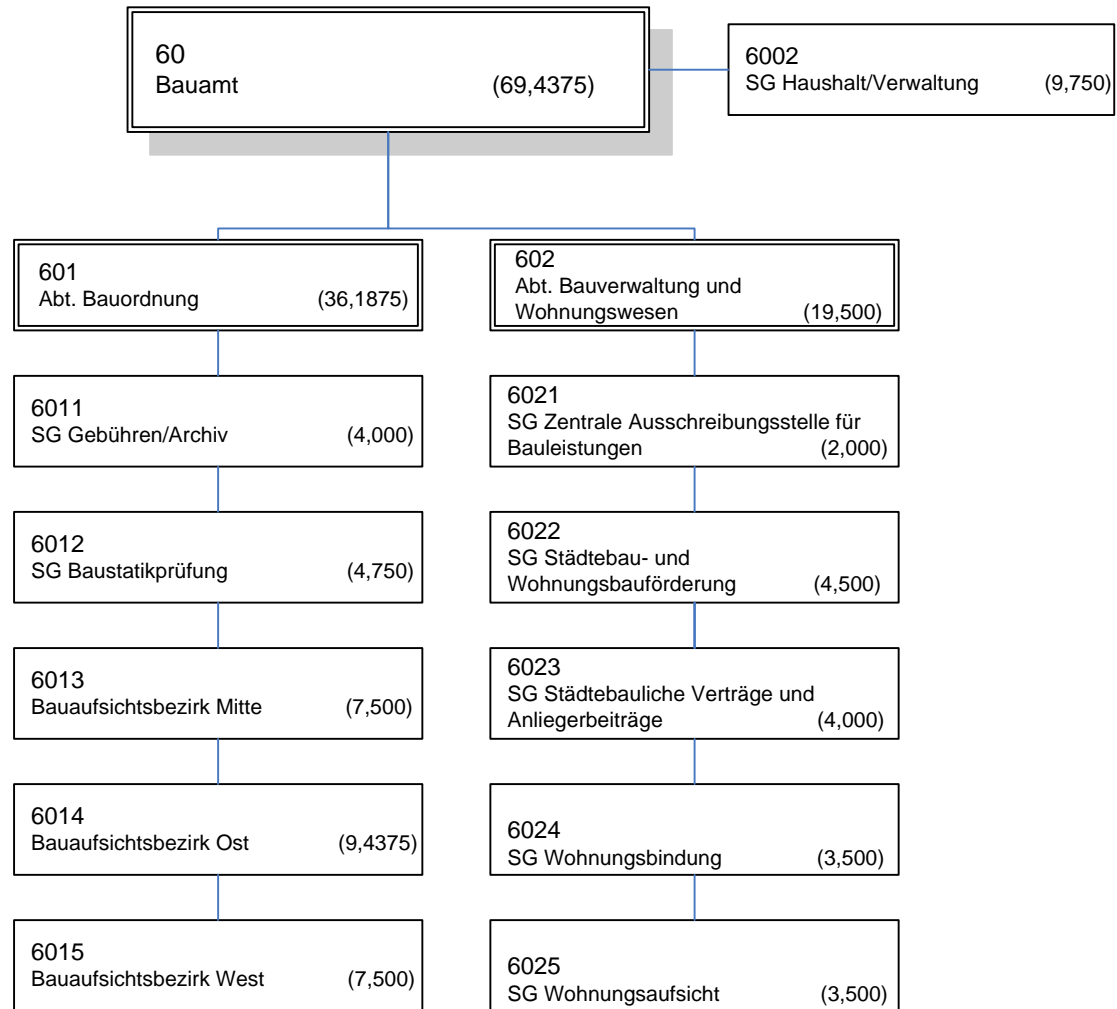 60
Bauamt (69,4375)
6002
SG Haushalt/Verwaltung (9,750)
601
Abt. Bauordnung (36,1875)
6011
SG Gebühren/Archiv (4,000)
6012
SG Baustatikprüfung (4,750)
6013
Bauaufsichtsbezirk Mitte (7,500)
6014
Bauaufsichtsbezirk Ost (9,4375)
6015
Bauaufsichtsbezirk West (7,500)
602
Abt. Bauverwaltung und
Wohnungswesen (19,500)
6021
SG Zentrale Ausschreibungsstelle für
Bauleistungen (2,000)
6022
SG Städtebau- und
Wohnungsbauförderung (4,500)
6023
SG Städtebauliche Verträge und
Anliegerbeiträge (4,000)
6024
SG Wohnungsbindung (3,500)
6025
SG Wohnungsaufsicht (3,500)